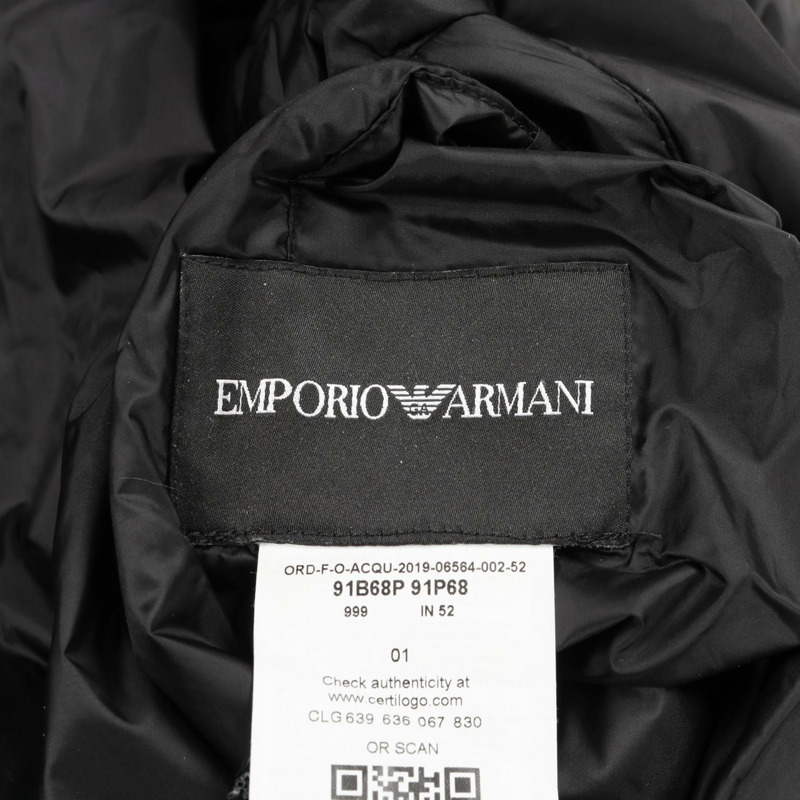 EMPORIO GA ARMANI
ORD-F-O-ACQU-2019-06564-002-52
91B68P 91P68
999 IN 52
01
Check authenticity at
www.certilogo.com
CLG 639 636 067 830
OR SCAN